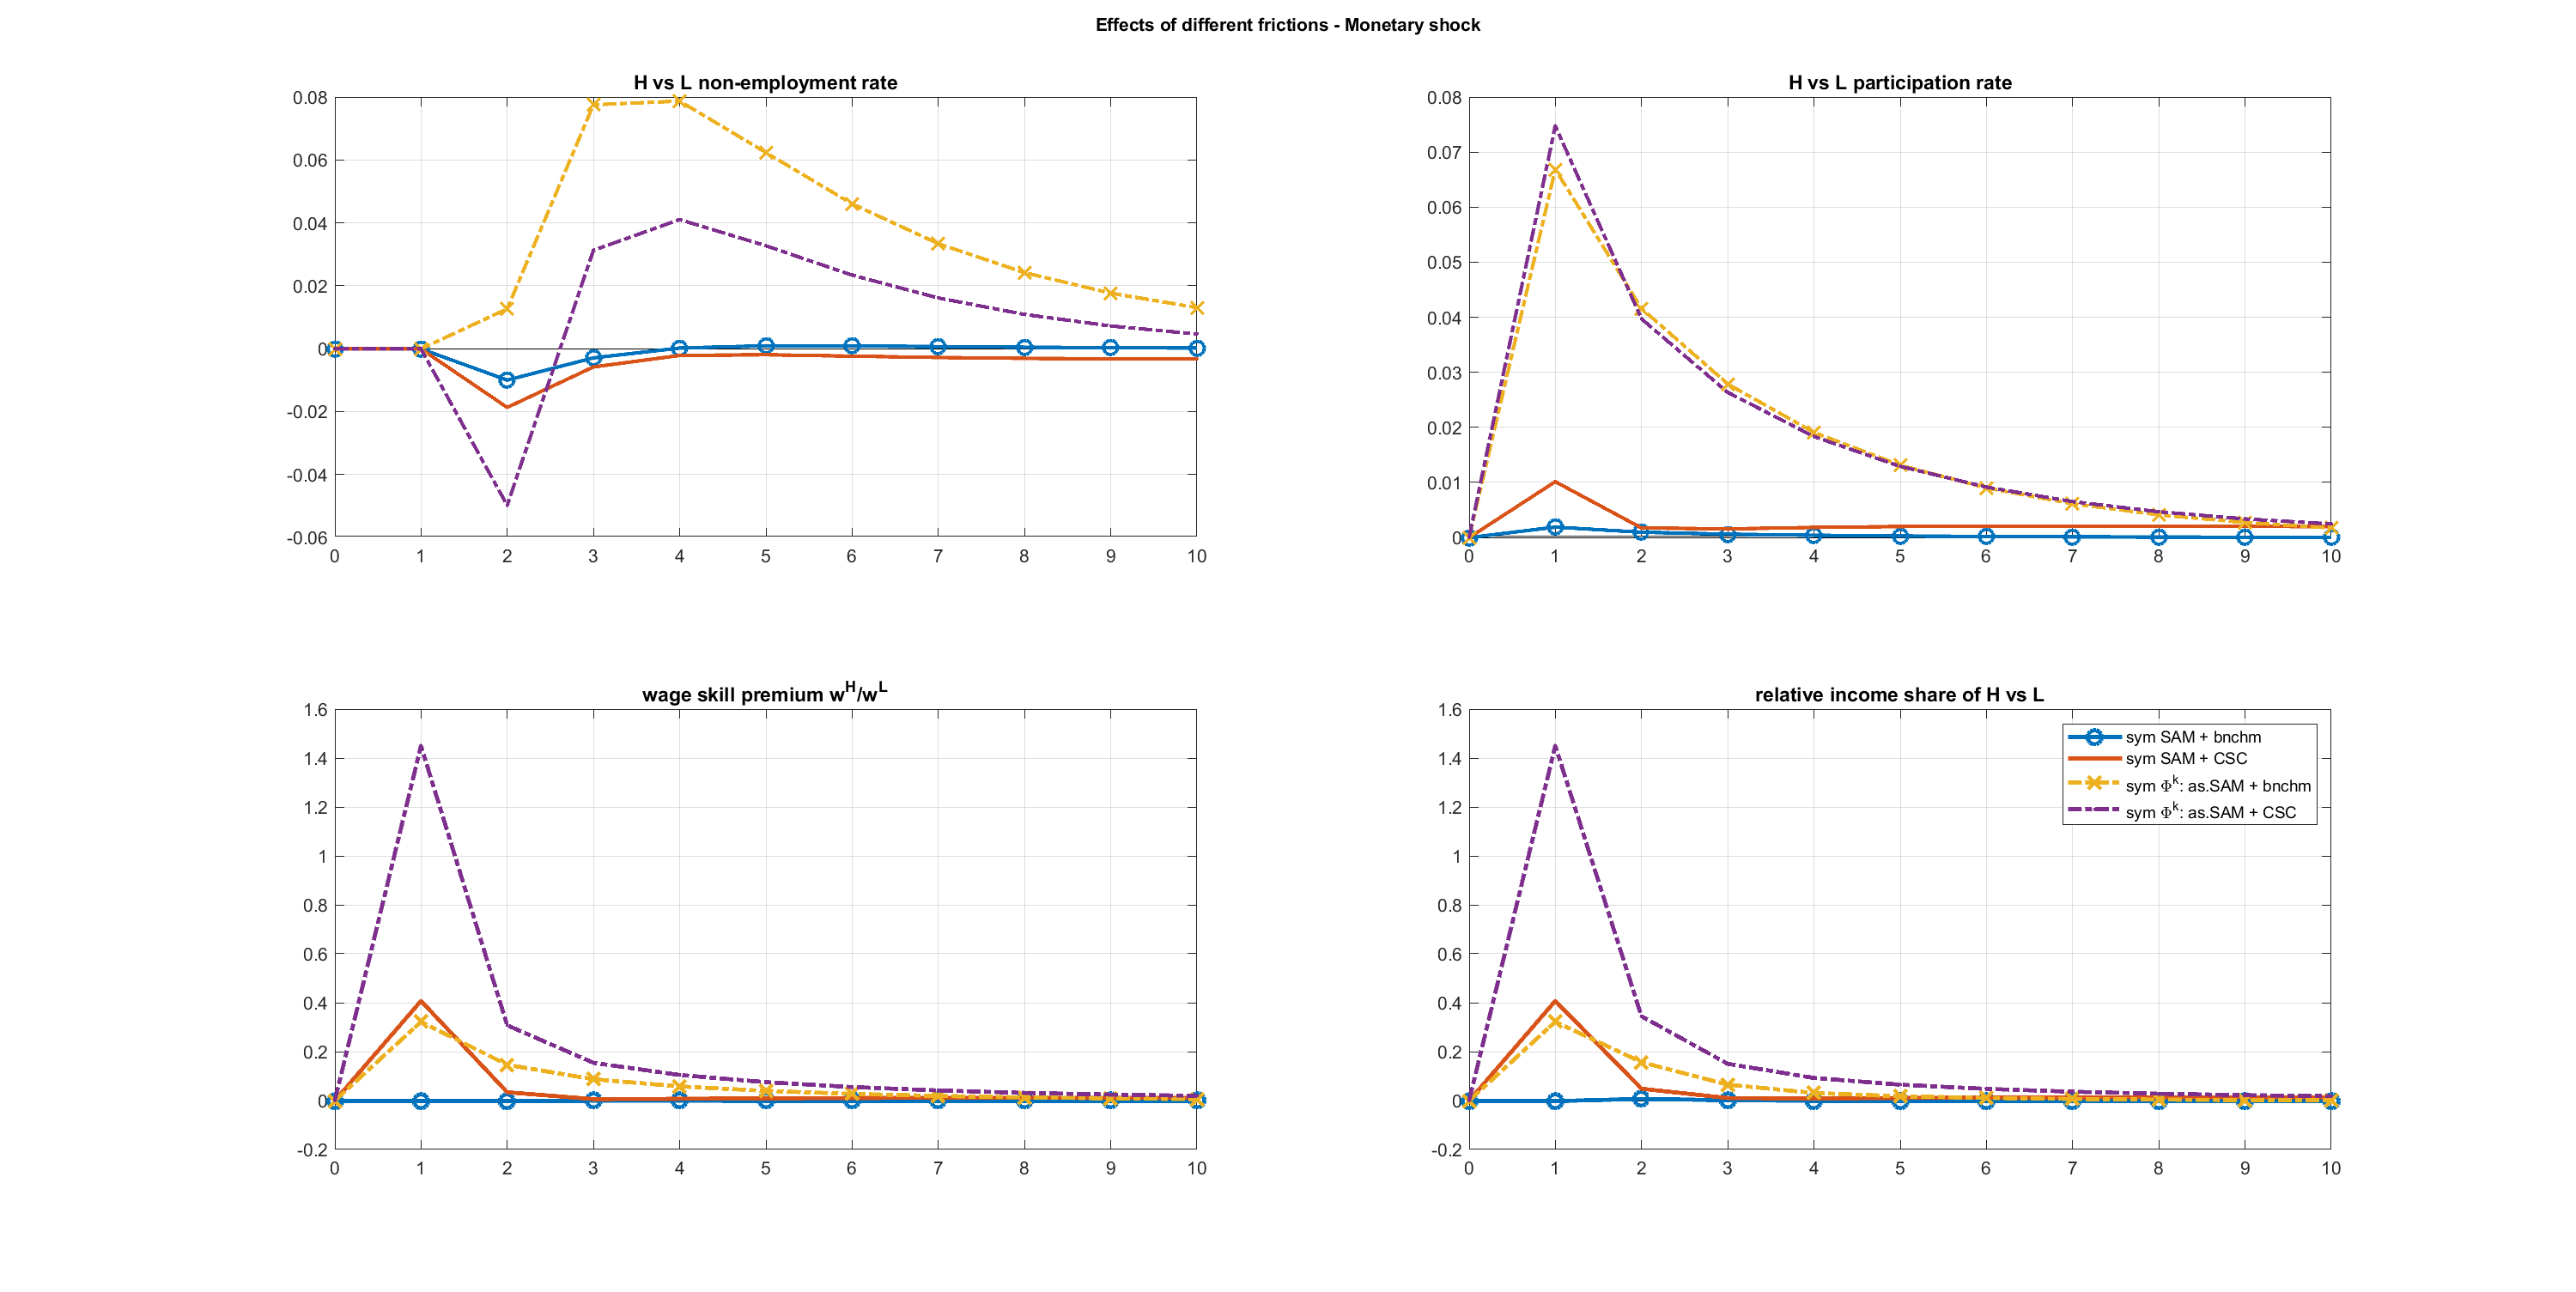 Effects of different frictions - Monetary shock
H vs L non-employment rate
0.08
0.06
0.04
0.02
0
-0.02
-0.04
-0.06
0 1 2 3 4 5 6 7 8 9 10
H vs L participation rate
0.08
0.07
0.06
0.05
0.04
0.03
0.02
0.01
0
0 1 2 3 4 5 6 7 8 9 10
wage skill premium w^H/w^L
1.6
1.4
1.2
1
0.8
0.6
0.4
0.2
0
-0.2
0 1 2 3 4 5 6 7 8 9 10
relative income share of H vs L
1.6
1.4
1.2
1
0.8
0.6
0.4
0.2
0
-0.2
0 1 2 3 4 5 6 7 8 9 10
sym SAM + bnchm
sym SAM + CSC
sym Φ^k: as.SAM + bnchm
sym Φ^k: as.SAM + CSC